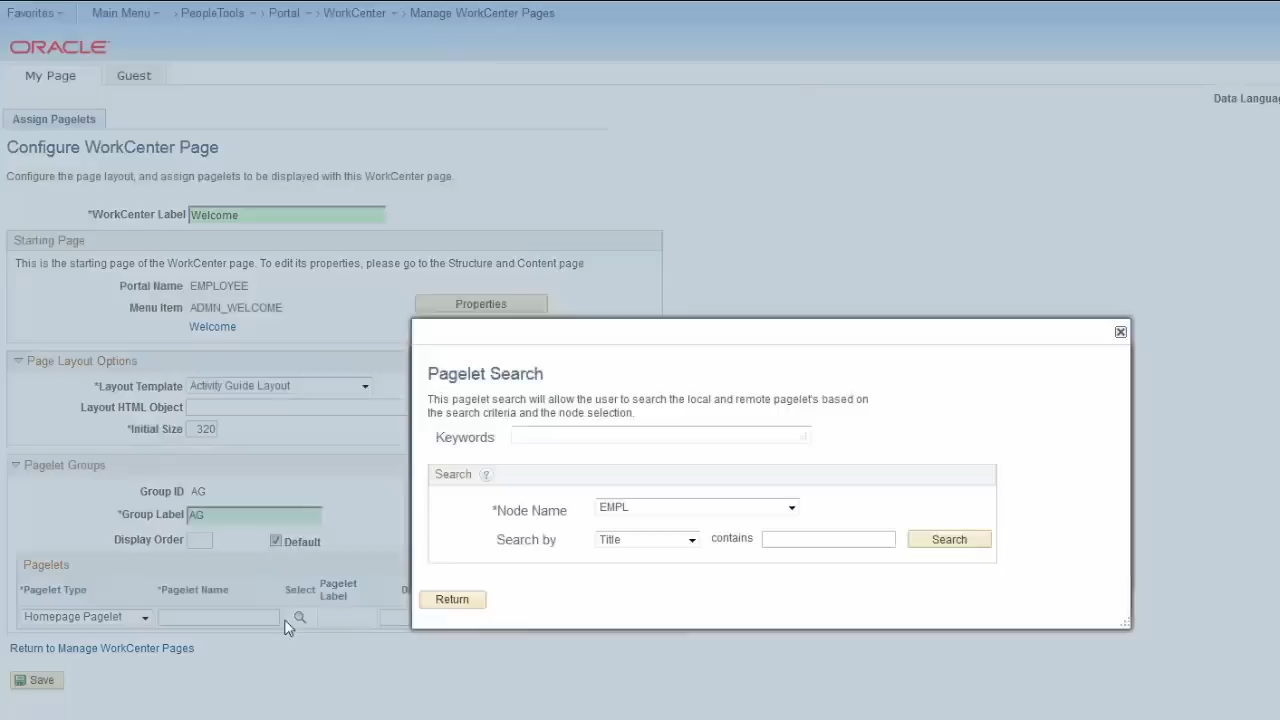 Favorites Main Menu > PeopleTools > Portal > WorkCenter > Manage WorkCenter Pages
ORACLE
My Page Guest
Data Langua
Assign Pagelets
Configure WorkCenter Page
Configure the page layout, and assign pagelets to be displayed with this WorkCenter page.
*WorkCenter Label Welcome
Starting Page
This is the starting page of the WorkCenter page. To edit its properties, please go to the Structure and Content page
Portal Name EMPLOYEE
Menu Item ADMN_WELCOME
Properties
Welcome
Page Layout Options
*Layout Template Activity Guide Layout
Layout HTML Object
*Initial Size 320
Pagelet Groups
Group ID AG
*Group Label AG
Display Order Default
Pagelets
*Pagelet Type *Pagelet Name Select Pagelet Label
Homepage Pagelet
Return to Manage WorkCenter Pages
Save
Pagelet Search
This pagelet search will allow the user to search the local and remote pagelet's based on
the search criteria and the node selection.
Keywords
Search ?
*Node Name EMPL
Search by Title contains Search
Return